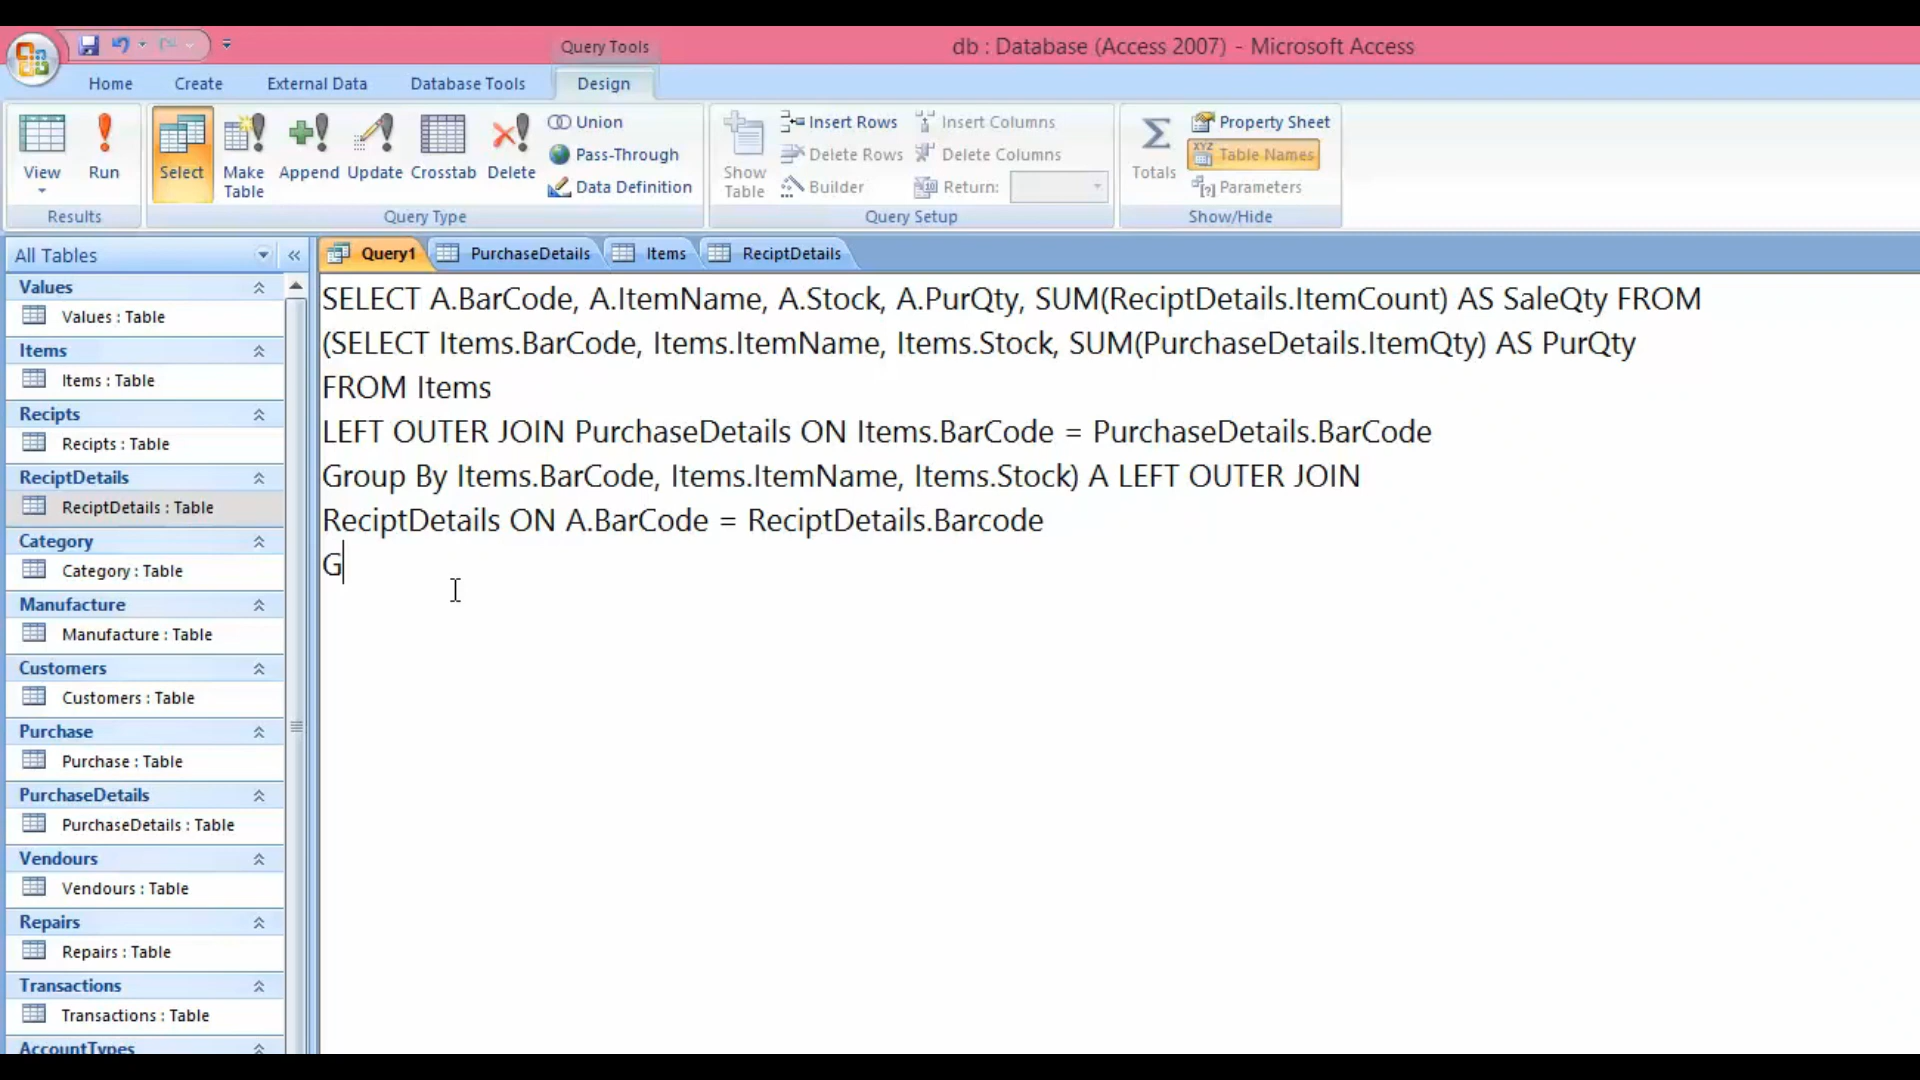 Query Tools
db : Database (Access 2007) - Microsoft Access
Home
Create
External Data
Database Tools
Design
View
Run
Select
Make Table
Append
Update
Crosstab
Delete
Union
Pass-Through
Data Definition
Show Table
Insert Rows
Delete Rows
Builder
Insert Columns
Delete Columns
Return:
Totals
Property Sheet
Table Names
Parameters
Results
Query Type
Query Setup
Show/Hide
All Tables
Values
Values : Table
Items
Items : Table
Recipts
Recipts : Table
ReciptDetails
ReciptDetails : Table
Category
Category : Table
Manufacture
Manufacture : Table
Customers
Customers : Table
Purchase
Purchase : Table
PurchaseDetails
PurchaseDetails : Table
Vendours
Vendours : Table
Repairs
Repairs : Table
Transactions
Transactions : Table
AccountTypes
Query1
PurchaseDetails
Items
ReciptDetails
SELECT A.BarCode, A.ItemName, A.Stock, A.PurQty, SUM(ReciptDetails.ItemCount) AS SaleQty FROM
(SELECT Items.BarCode, Items.ItemName, Items.Stock, SUM(PurchaseDetails.ItemQty) AS PurQty
FROM Items
LEFT OUTER JOIN PurchaseDetails ON Items.BarCode = PurchaseDetails.BarCode
Group By Items.BarCode, Items.ItemName, Items.Stock) A LEFT OUTER JOIN
ReciptDetails ON A.BarCode = ReciptDetails.Barcode
G